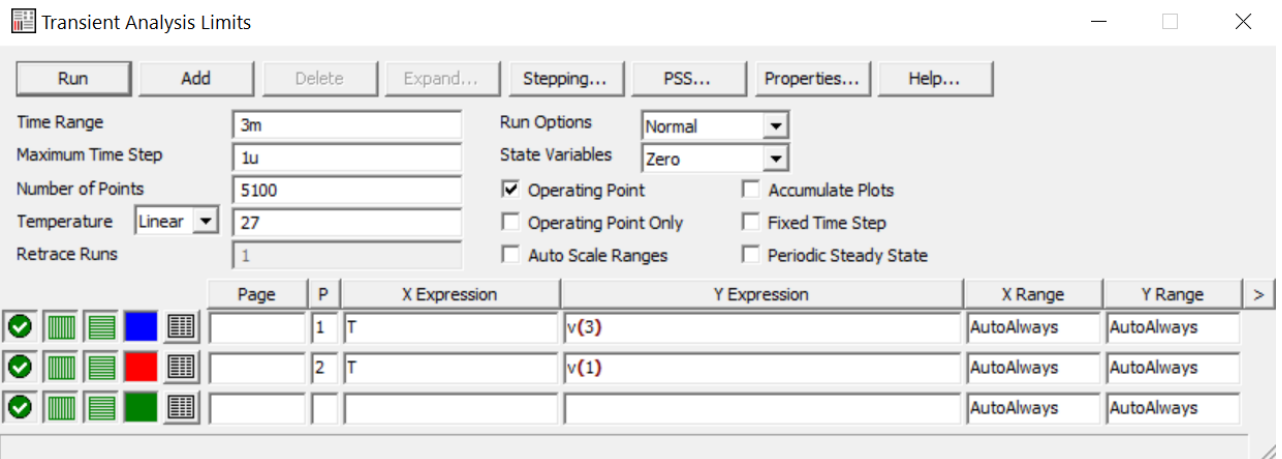 Transient Analysis Limits
Run Add Delete Expand... Stepping... PSS... Properties... Help...
Time Range 3m Run Options Normal
Maximum Time Step 1u State Variables Zero
Number of Points 5100 Operating Point Accumulate Plots
Temperature Linear 27 Operating Point Only Fixed Time Step
Retrace Runs 1 Auto Scale Ranges Periodic Steady State
Page P X Expression Y Expression X Range Y Range >
1 T v(3) AutoAlways AutoAlways
2 T v(1) AutoAlways AutoAlways
AutoAlways AutoAlways